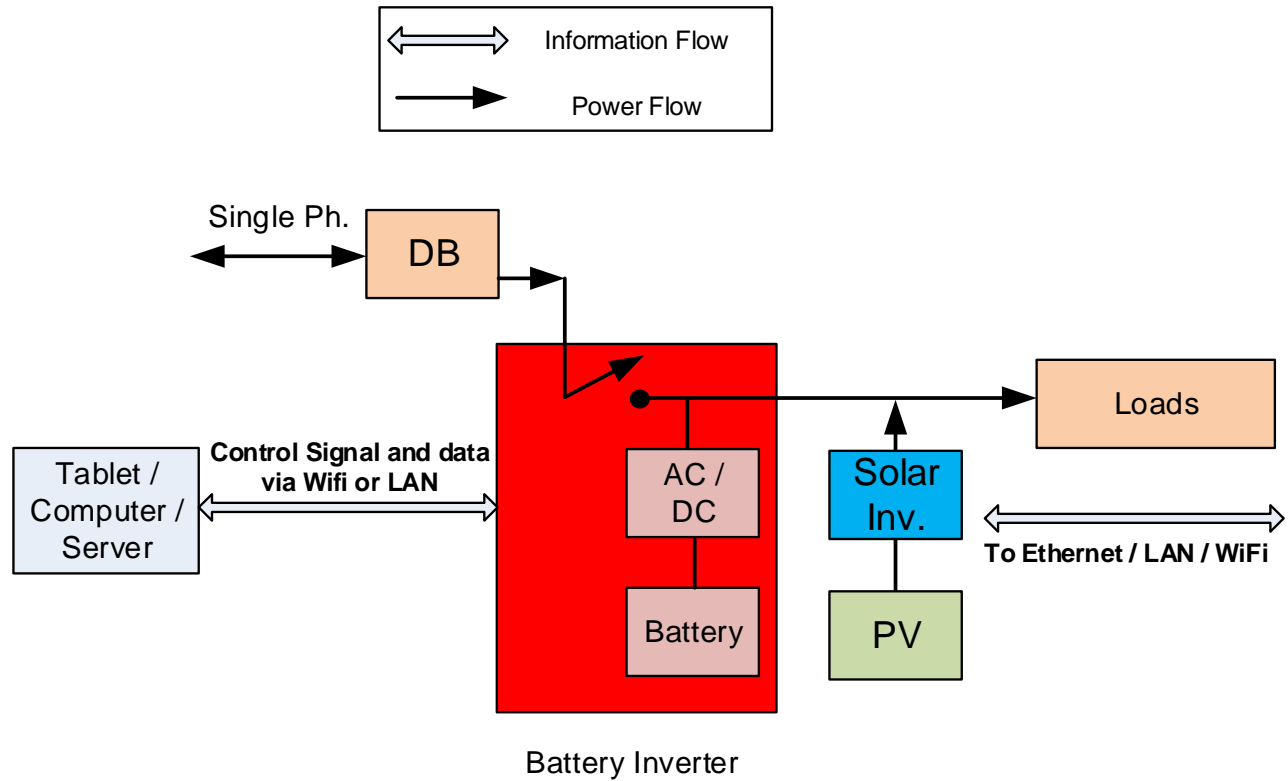 Information Flow
Power Flow
Single Ph.
DB
Loads
Control Signal and data
via Wifi or LAN
Tablet /
Computer /
Server
AC /
DC
Solar
Inv.
To Ethernet / LAN / WiFi
Battery
PV
Battery Inverter